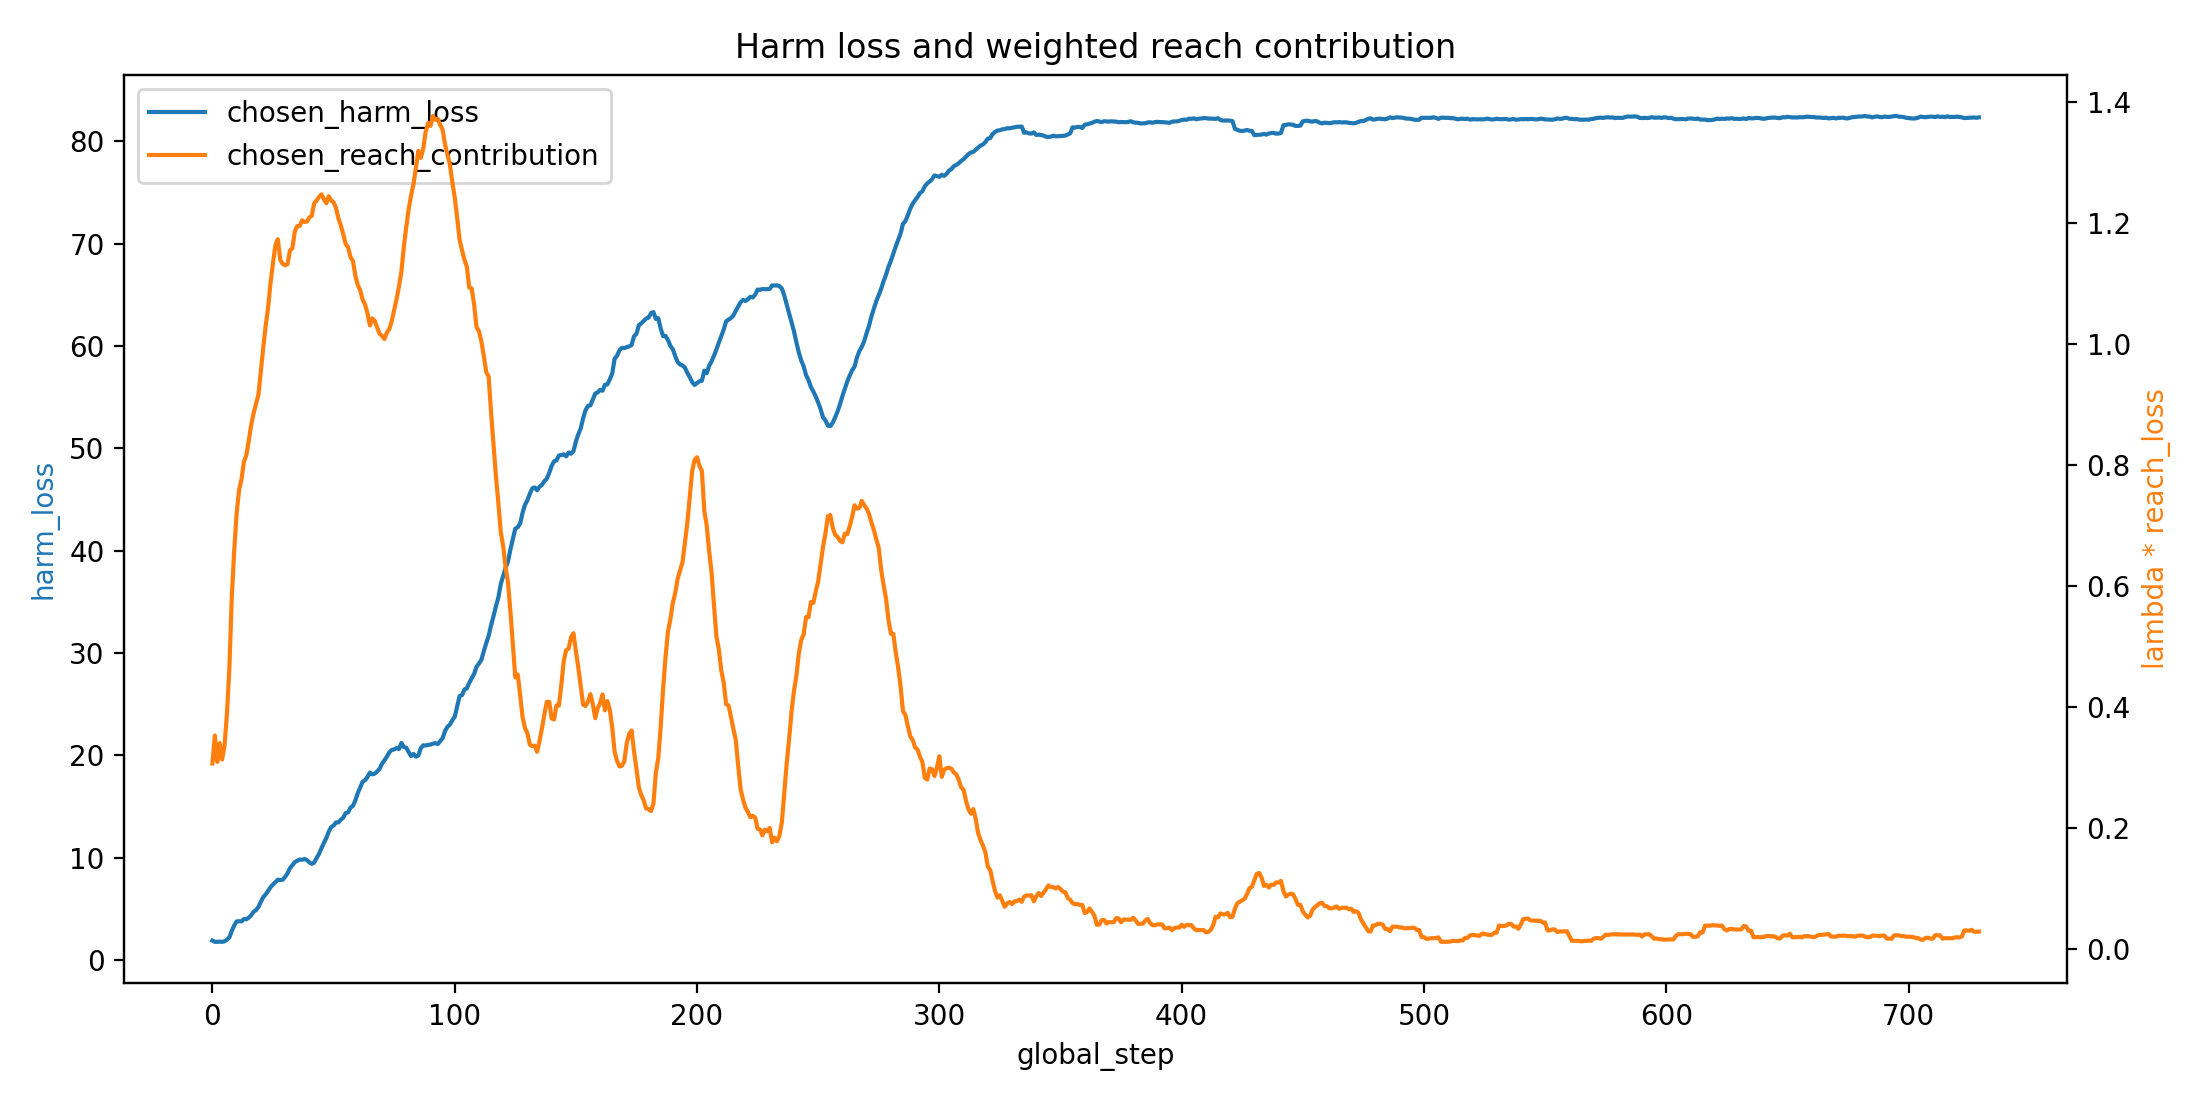 Harm loss and weighted reach contribution
chosen_harm_loss
chosen_reach_contribution
80
70
60
50
40
30
20
10
0
harm_loss
1.4
1.2
1.0
0.8
0.6
0.4
0.2
0.0
lambda * reach_loss
0 100 200 300 400 500 600 700
global_step